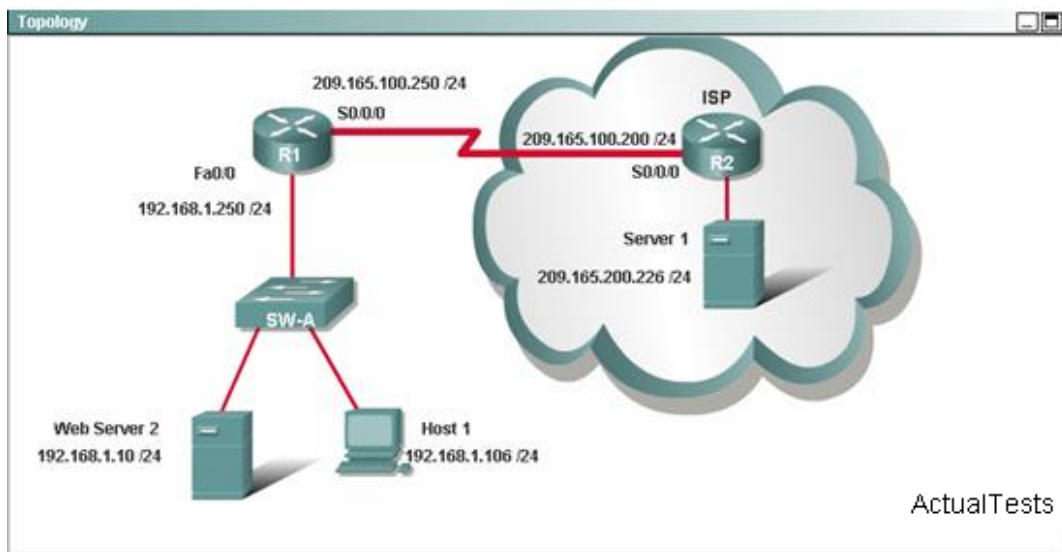 Topology
209.165.100.250 /24
S0/0/0
ISP
209.165.100.200 /24
R1
R2
S0/0/0
Fa0/0
192.168.1.250 /24
Server 1
209.165.200.226 /24
SW-A
Web Server 2
192.168.1.10 /24
Host 1
192.168.1.106 /24
ActualTests